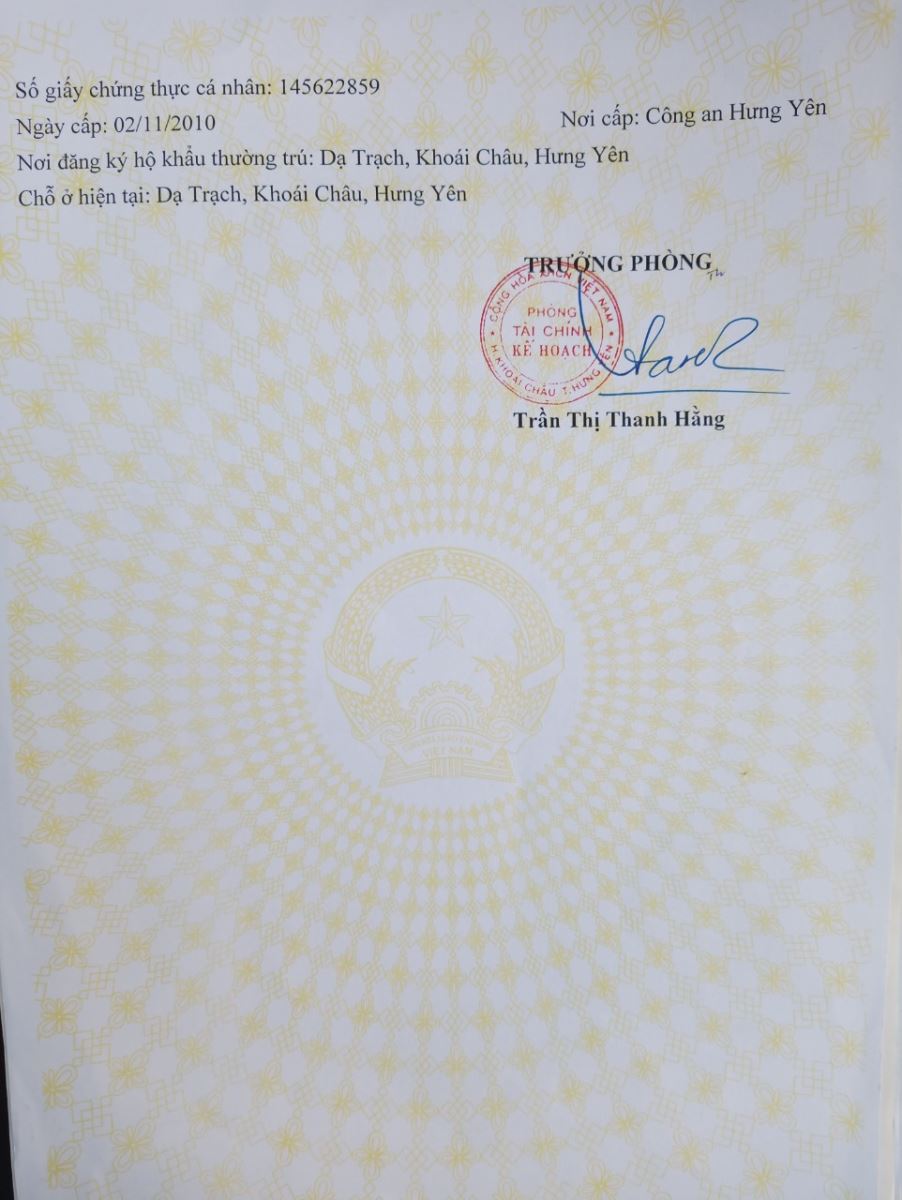 Số giấy chứng thực cá nhân: 145622859
Ngày cấp: 02/11/2010 Nơi cấp: Công an Hưng Yên
Nơi đăng ký hộ khẩu thường trú: Dạ Trạch, Khoái Châu, Hưng Yên
Chỗ ở hiện tại: Dạ Trạch, Khoái Châu, Hưng Yên
TRƯỞNG PHÒNG
CỘNG HÒA XHCN VIỆT NAM
PHÒNG
TÀI CHÍNH
KẾ HOẠCH
H. KHOÁI CHÂU T. HƯNG YÊN
Trần Thị Thanh Hằng
VIỆT NAM